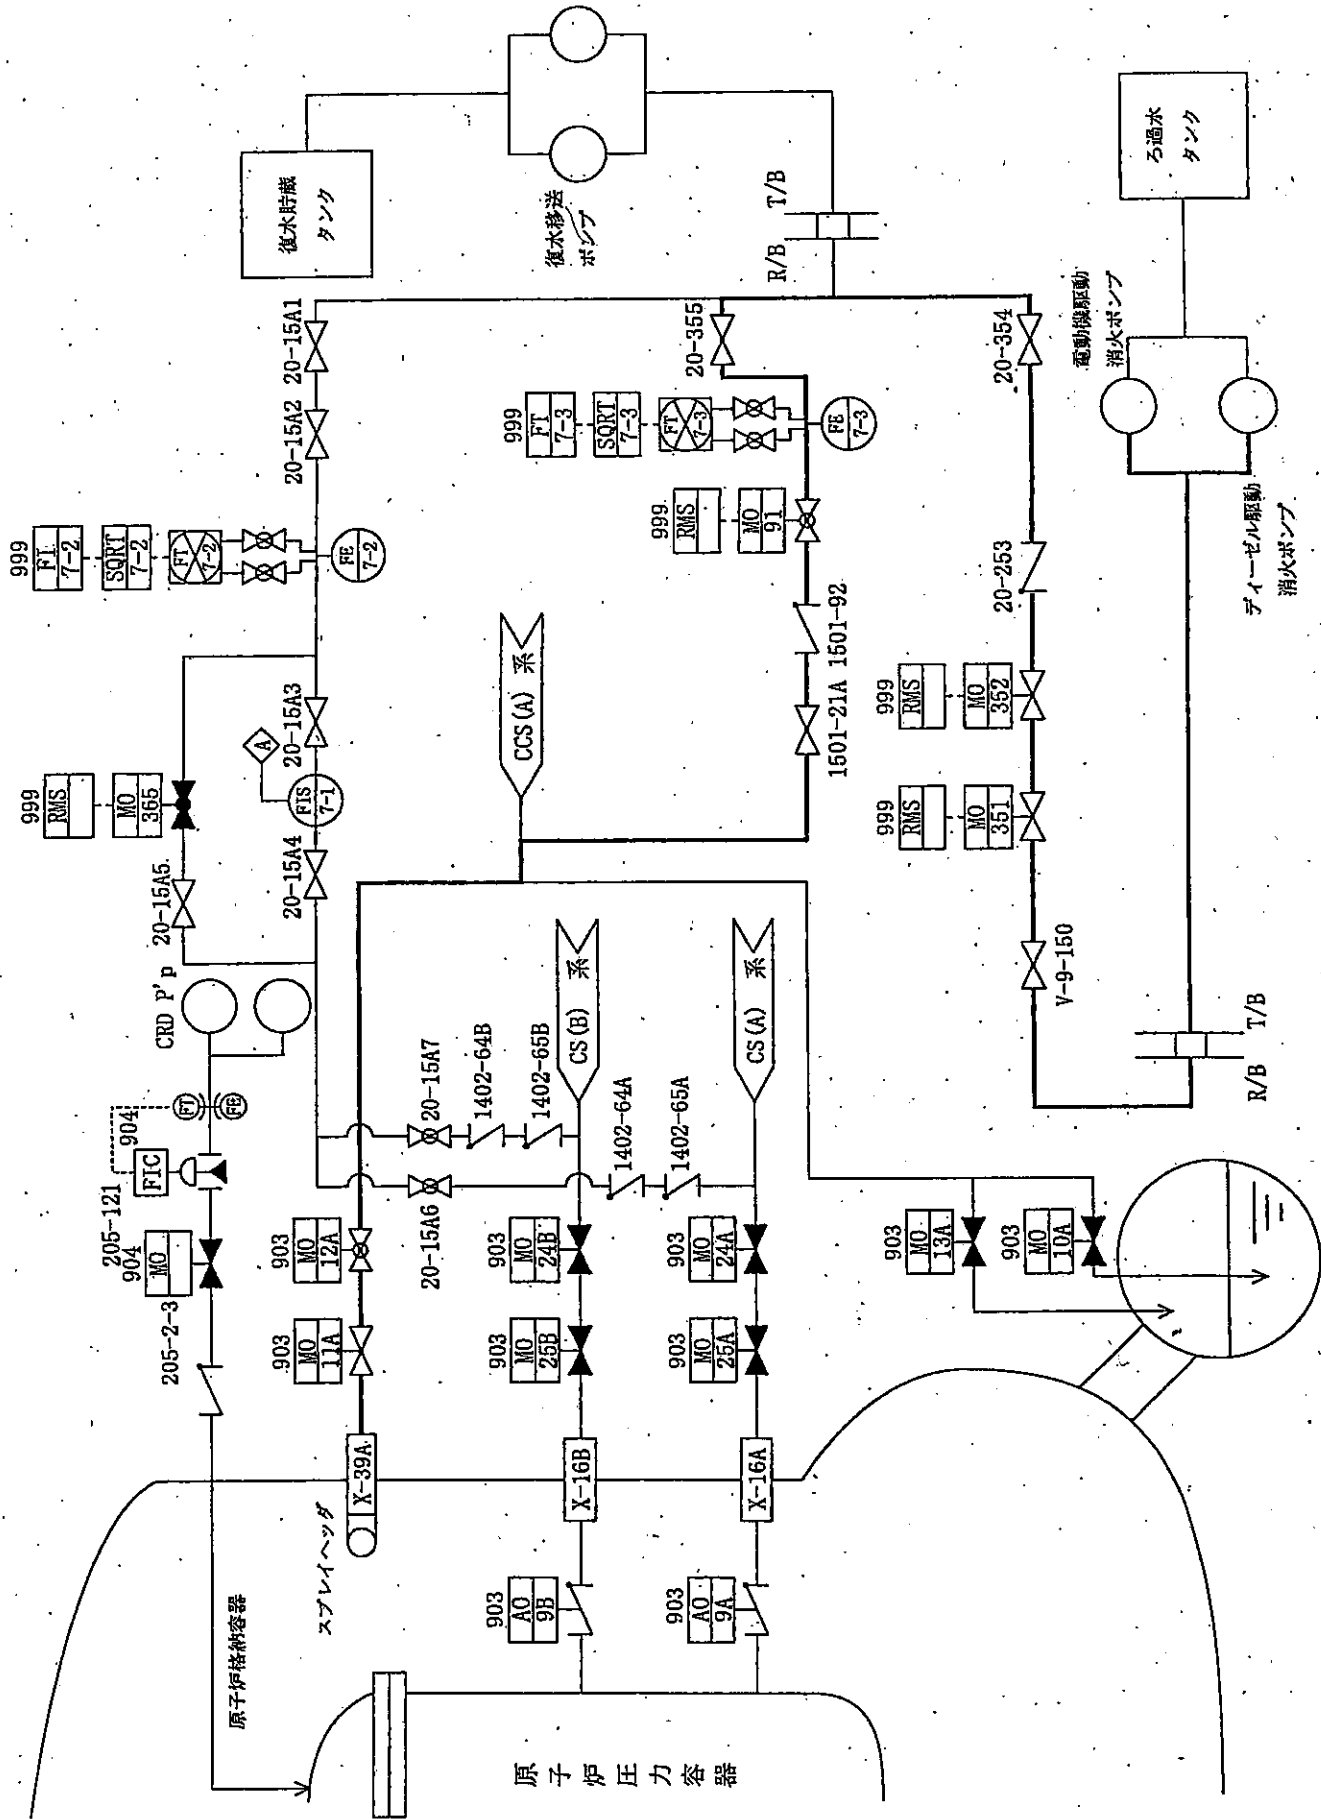 復水貯蔵
タンク
復水移送
ポンプ
R/B
T/B
ろ過水
タンク
電動機駆動
消火ポンプ
ディーゼル駆動
消火ポンプ
R/B
T/B
20-15A1
20-15A2
999
FI
7-2
SQRT
7-2
FT
7-2
FE
7-2
20-15A3
A
FIS
7-1
20-15A4
999
RMS
MO
365
20-15A5
20-355
999
FT
7-3
SQRT
7-3
FT
7-3
FE
7-3
999
RMS
MO
91
1501-92
1501-21A
CCS(A) 系
20-354
20-253
999
RMS
MO
352
999
RMS
MO
351
V-9-150
CRD P'p
FT
FE
904
FIC
205-121
904
MO
205-2-3
20-15A7
1402-64B
1402-65B
CS(B) 系
20-15A6
1402-64A
1402-65A
CS(A) 系
903
MO
12A
903
MO
11A
X-39A
スプレイヘッダ
903
MO
24B
903
MO
25B
X-16B
903
AO
9B
903
MO
24A
903
MO
25A
X-16A
903
AO
9A
903
MO
13A
903
MO
10A
原子炉格納容器
原子炉圧力容器